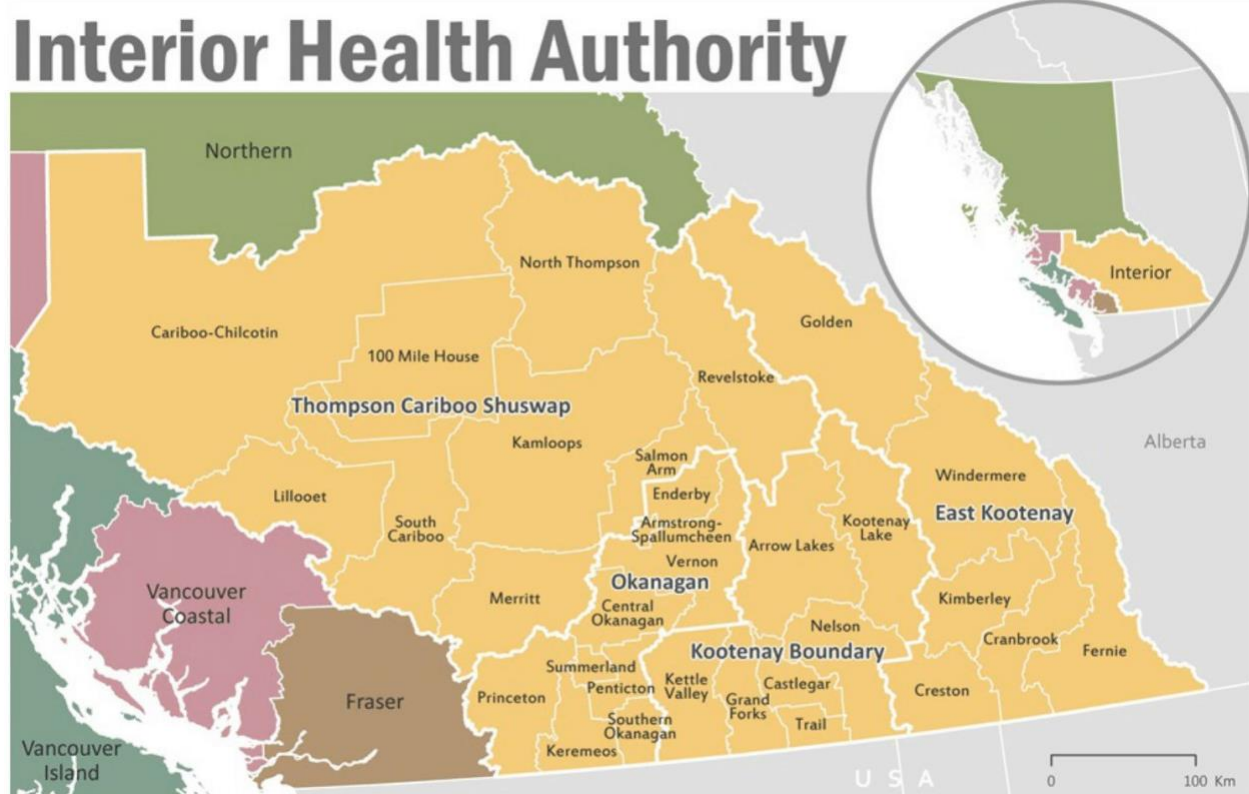 Interior Health Authority
Northern
North Thompson
Cariboo-Chilcotin
100 Mile House
Golden
Interior
Revelstoke
Thompson Cariboo Shuswap
Kamloops
Alberta
Salmon
Arm
Enderby
Windermere
Lillooet
South
Cariboo
Armstrong-
Spallumcheen
Kootenay
Lake
East Kootenay
Arrow Lakes
Vernon
Okanagan
Vancouver
Coastal
Merritt
Central
Okanagan
Kimberley
Nelson
Cranbrook
Kootenay Boundary
Fernie
Summerland
Penticton
Princeton
Kettle
Valley
Castlegar
Creston
Fraser
Grand
Forks
Southern
Okanagan
Trail
Keremeos
Vancouver
Island
USA
0 100 Km